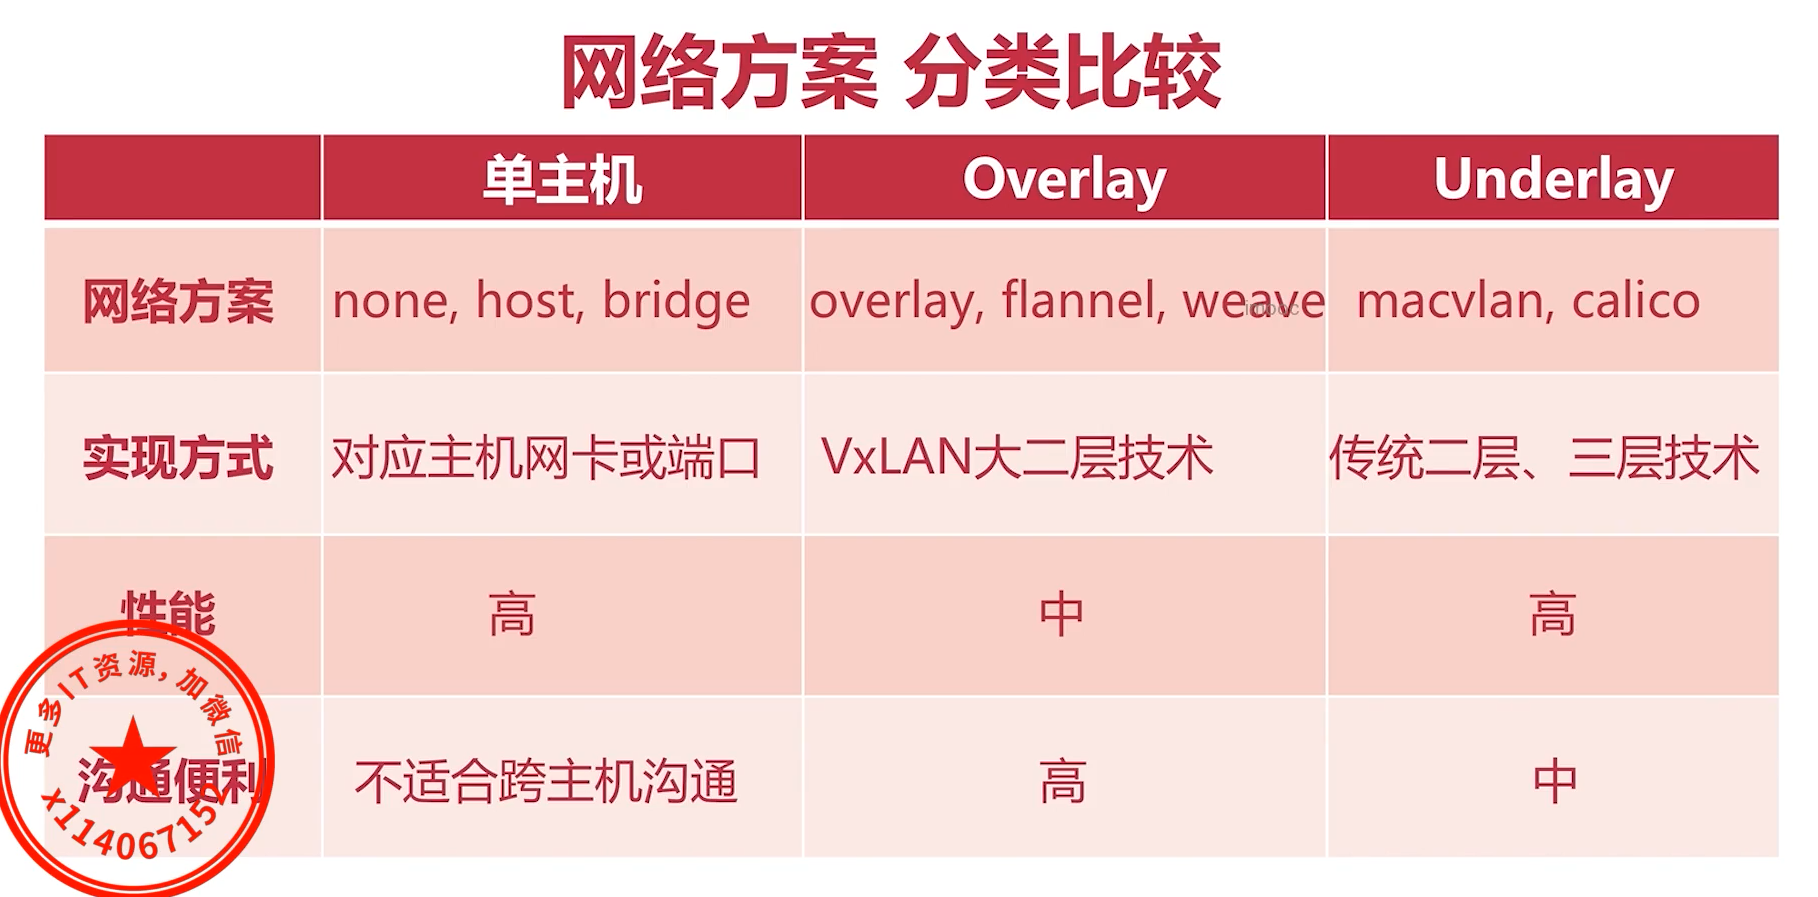 网络方案 分类比较
单主机 Overlay Underlay
网络方案 none, host, bridge overlay, flannel, weave macvlan, calico
imooc
实现方式 对应主机网卡或端口 VxLAN大二层技术 传统二层、三层技术
性能 高 中 高
沟通便利 不适合跨主机沟通 高 中
更多IT资源,加微信
x114067152